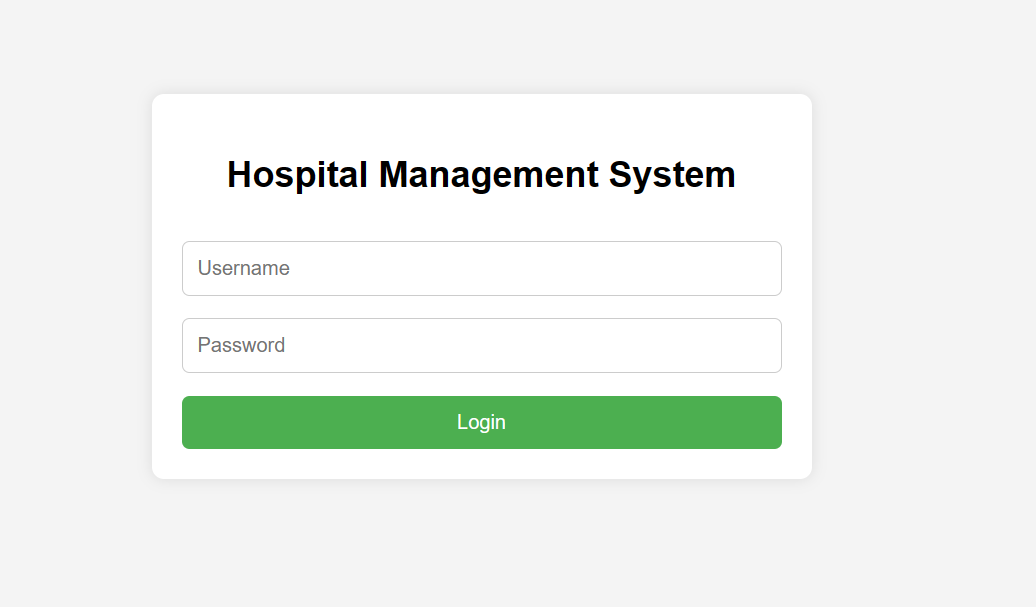 Hospital Management System
Username
Password
Login